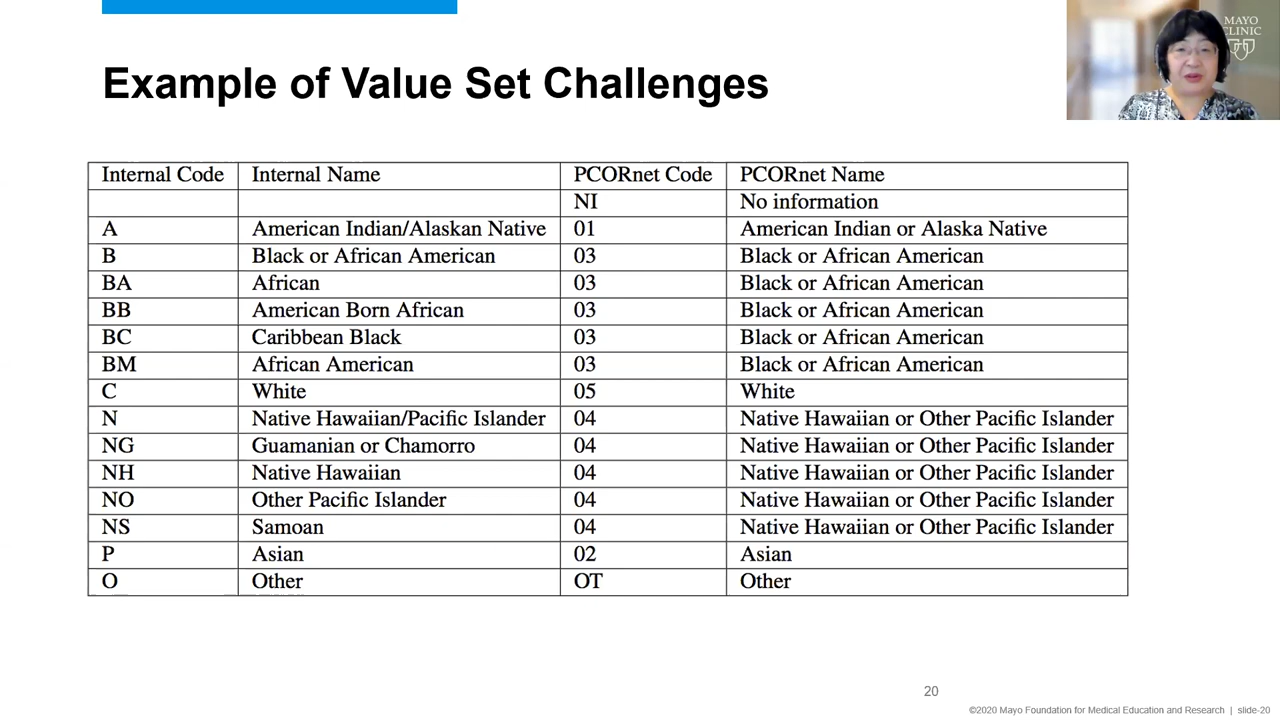 MAYO
CLINIC
Example of Value Set Challenges
Internal Code Internal Name PCORnet Code PCORnet Name
NI No information
A American Indian/Alaskan Native 01 American Indian or Alaska Native
B Black or African American 03 Black or African American
BA African 03 Black or African American
BB American Born African 03 Black or African American
BC Caribbean Black 03 Black or African American
BM African American 03 Black or African American
C White 05 White
N Native Hawaiian/Pacific Islander 04 Native Hawaiian or Other Pacific Islander
NG Guamanian or Chamorro 04 Native Hawaiian or Other Pacific Islander
NH Native Hawaiian 04 Native Hawaiian or Other Pacific Islander
NO Other Pacific Islander 04 Native Hawaiian or Other Pacific Islander
NS Samoan 04 Native Hawaiian or Other Pacific Islander
P Asian 02 Asian
O Other OT Other
20
©2020 Mayo Foundation for Medical Education and Research | slide-20